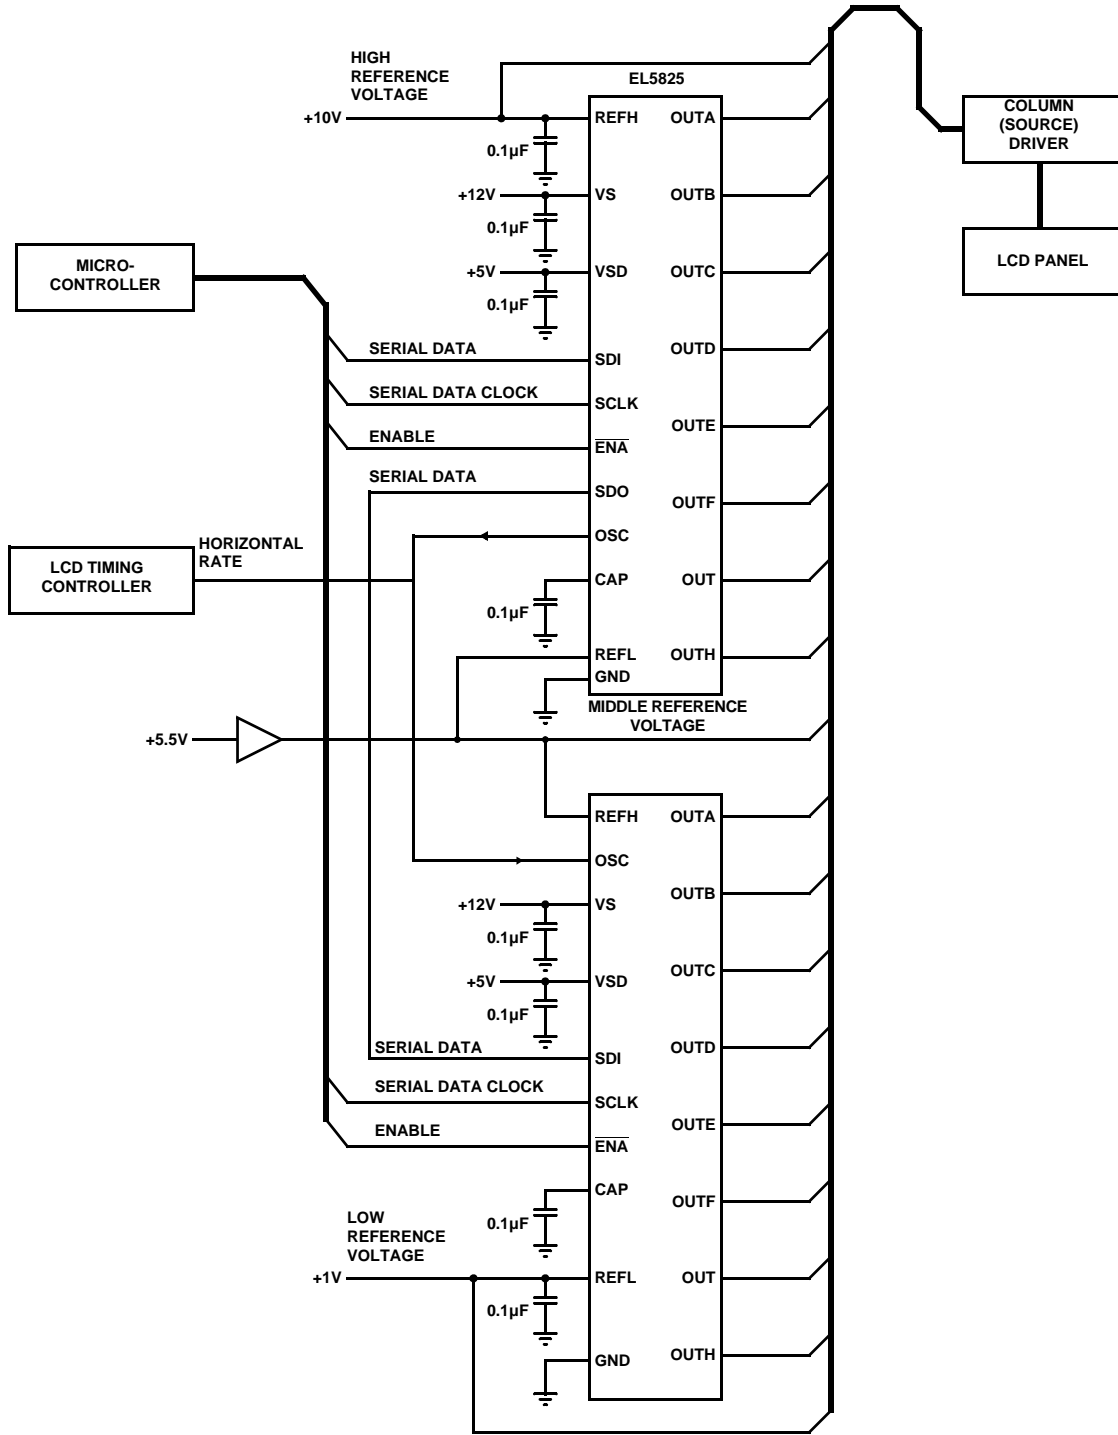 HIGH
REFERENCE
VOLTAGE
EL5825
+10V
REFH
OUTA
0.1µF
+12V
VS
OUTB
0.1µF
+5V
VSD
OUTC
0.1µF
COLUMN
(SOURCE)
DRIVER
LCD PANEL
MICRO-
CONTROLLER
SERIAL DATA
SDI
OUTD
SERIAL DATA CLOCK
SCLK
OUTE
ENABLE
ENA
SERIAL DATA
SDO
OUTF
HORIZONTAL
RATE
OSC
LCD TIMING
CONTROLLER
CAP
OUT
0.1µF
REFL
OUTH
GND
MIDDLE REFERENCE
VOLTAGE
+5.5V
REFH
OUTA
OSC
+12V
VS
OUTB
0.1µF
+5V
VSD
OUTC
0.1µF
SERIAL DATA
SDI
OUTD
SERIAL DATA CLOCK
SCLK
OUTE
ENABLE
ENA
CAP
OUTF
0.1µF
LOW
REFERENCE
VOLTAGE
+1V
REFL
OUT
0.1µF
GND
OUTH